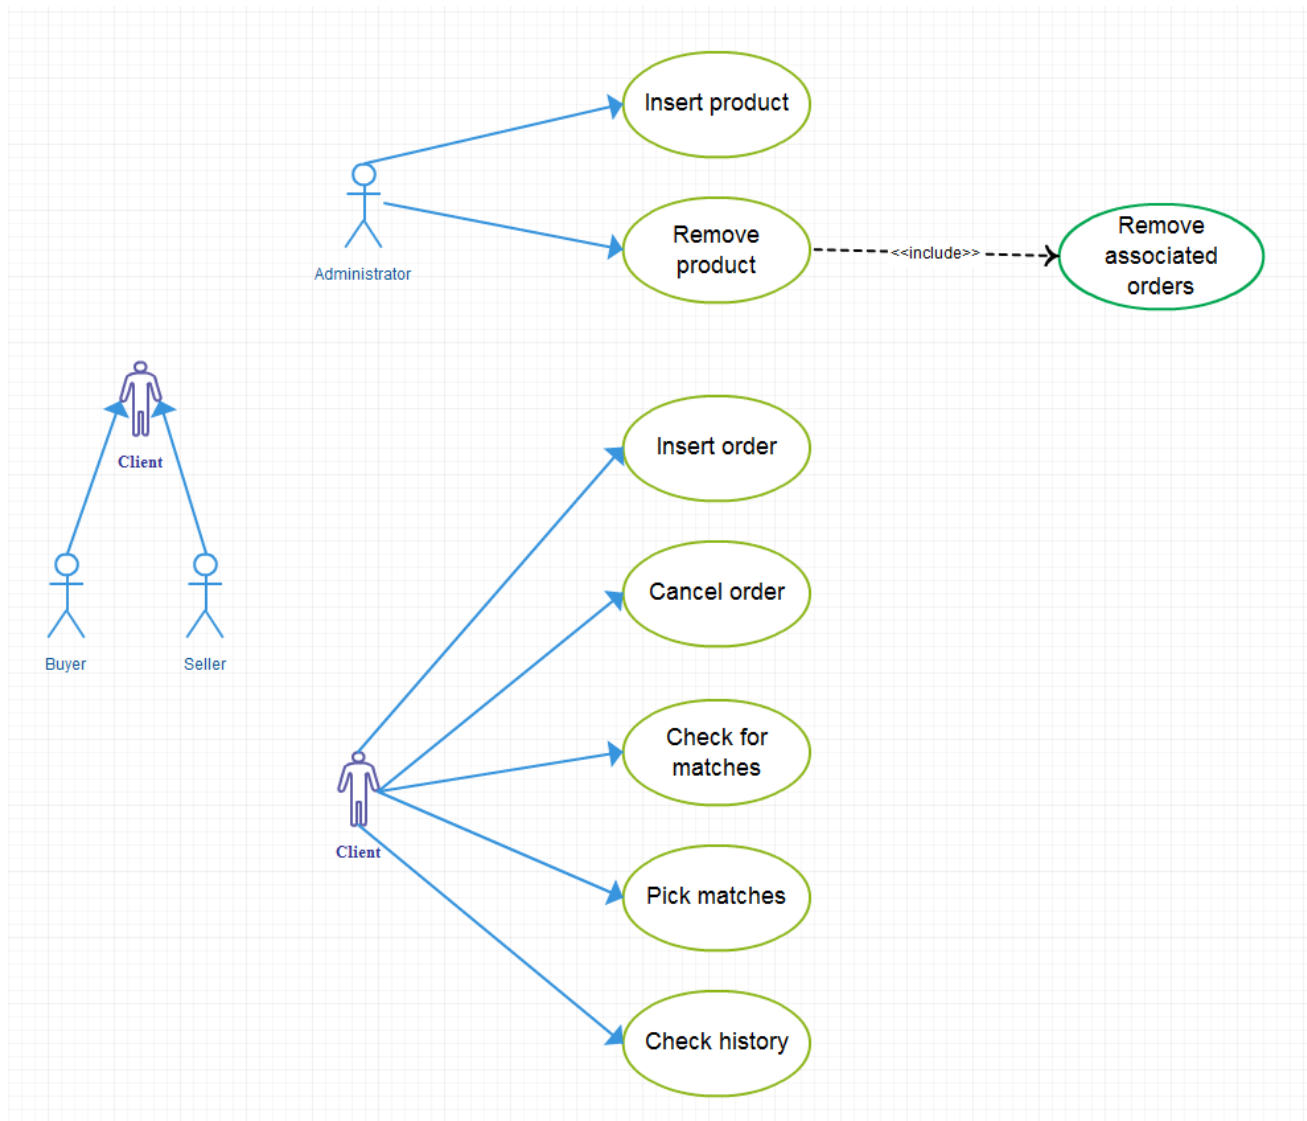 Insert product
Administrator
Remove
product
<<include>>
Remove
associated
orders
Client
Buyer
Seller
Insert order
Cancel order
Check for
matches
Client
Pick matches
Check history